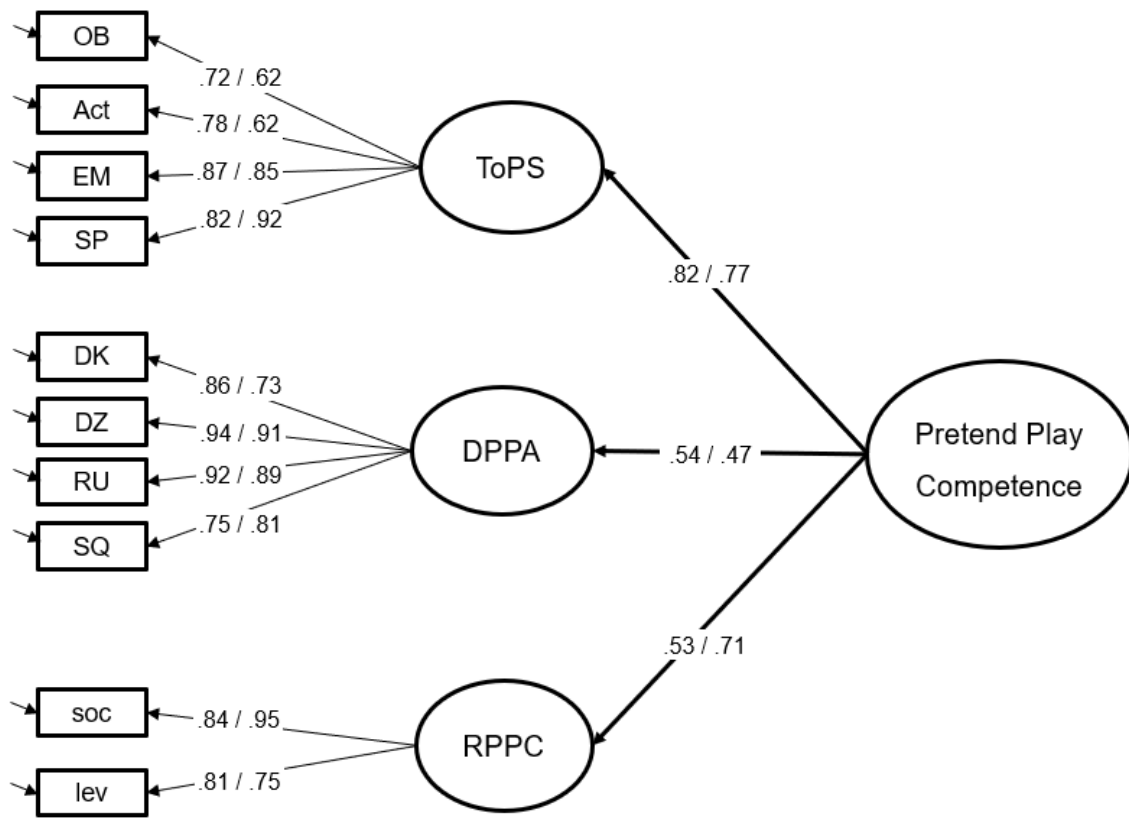 OB
.72 / .62
Act
.78 / .62
EM
.87 / .85
SP
.82 / .92
ToPS
.82 / .77
DK
.86 / .73
DZ
.94 / .91
RU
.92 / .89
SQ
.75 / .81
DPPA
.54 / .47
Pretend Play
Competence
.53 / .71
soc
.84 / .95
lev
.81 / .75
RPPC